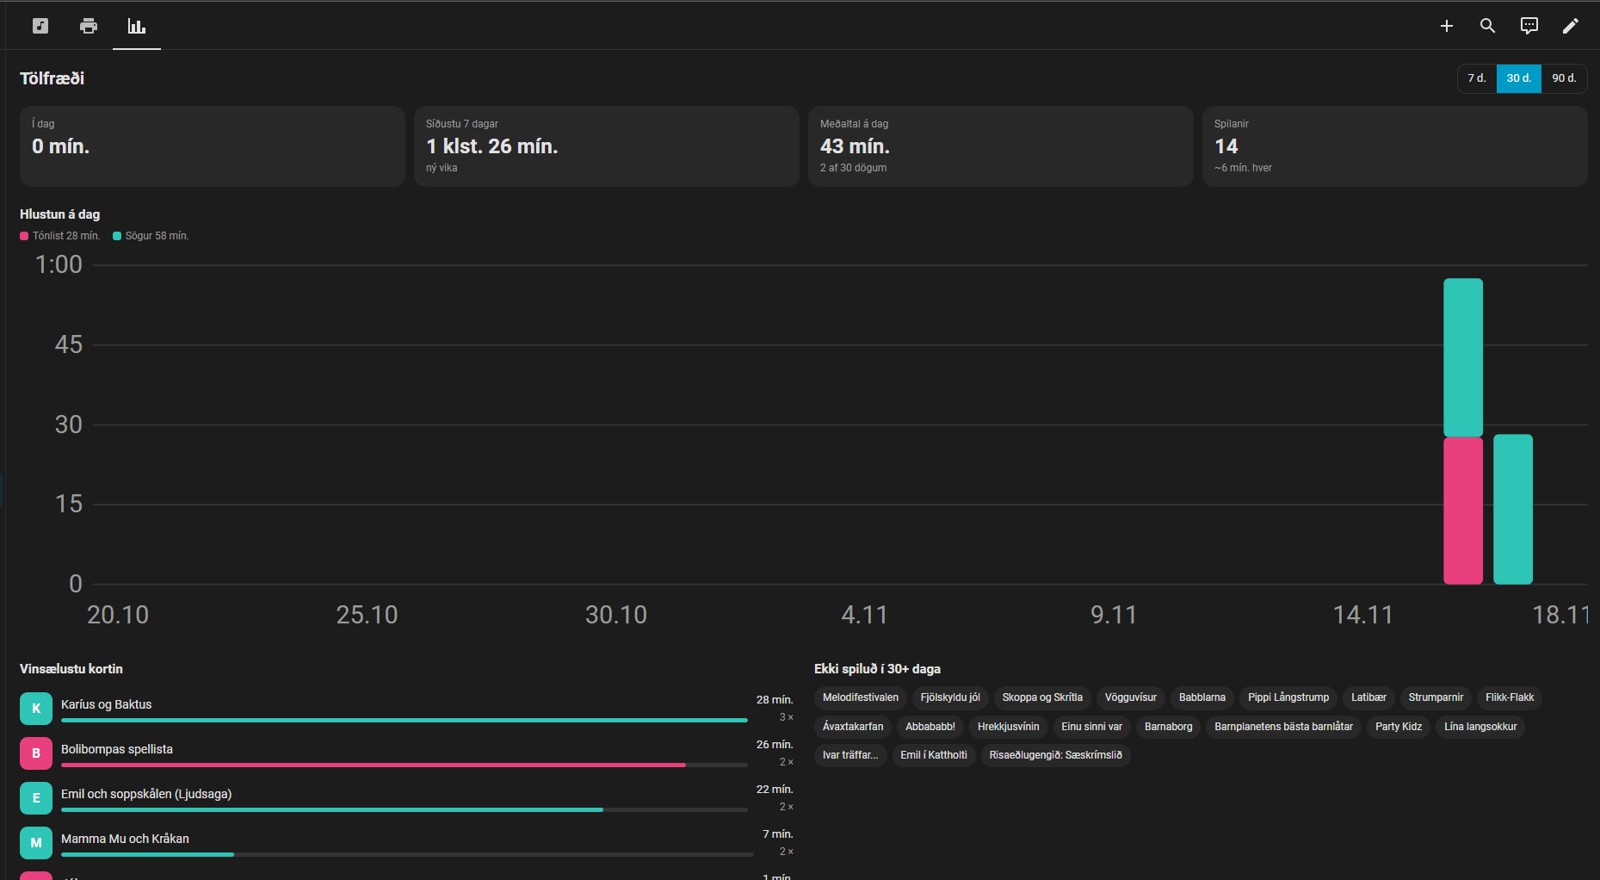 Tölfræði
7 d. 30 d. 90 d.
Í dag
0 mín.
Síðustu 7 dagar
1 klst. 26 mín.
ný vika
Meðaltal á dag
43 mín.
2 af 30 dögum
Spilanir
14
~6 mín. hver
Hlustun á dag
Tónlist 28 mín. Sögur 58 mín.
1:00
45
30
15
0
20.10 25.10 30.10 4.11 9.11 14.11 18.11
Vinsælustu kortin
K Karíus og Baktus 28 mín.
3 ×
B Bolibompas spellista 26 mín.
2 ×
E Emil och soppskålen (Ljudsaga) 22 mín.
2 ×
M Mamma Mu och Kråkan 7 mín.
2 ×
1 mín.
Ekki spiluð í 30+ daga
Melodifestivalen Fjölskyldu jól Skoppa og Skrítla Vögguvísur Babblarna Pippi Långstrump Latibær Strumparnir Flikk-Flakk
Ávaxtakarfan Abbababb! Hrekkjusvínin Einu sinni var Barnaborg Barnplanetens bästa barnlåtar Party Kidz Lína langsokkur
Ivar träffar... Emil í Kattholti Risaeðlugengið: Sæskrímslið